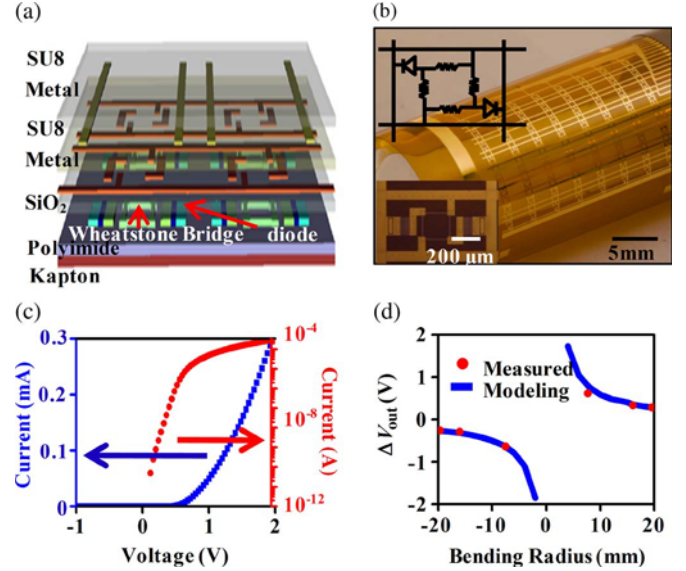 (a)
SU8
Metal
SU8
Metal
SiO₂
Wheatstone Bridge diode
Polyimide
Kapton
(b)
200 μm
5mm
(c)
Current (mA)
0.3
0.2
0.1
0
-1 0 1 2
Voltage (V)
10⁻⁴
10⁻⁸
10⁻¹²
Current (A)
(d)
ΔVout (V)
2
1
0
-1
-2
Measured
Modeling
-20 -10 0 10 20
Bending Radius (mm)